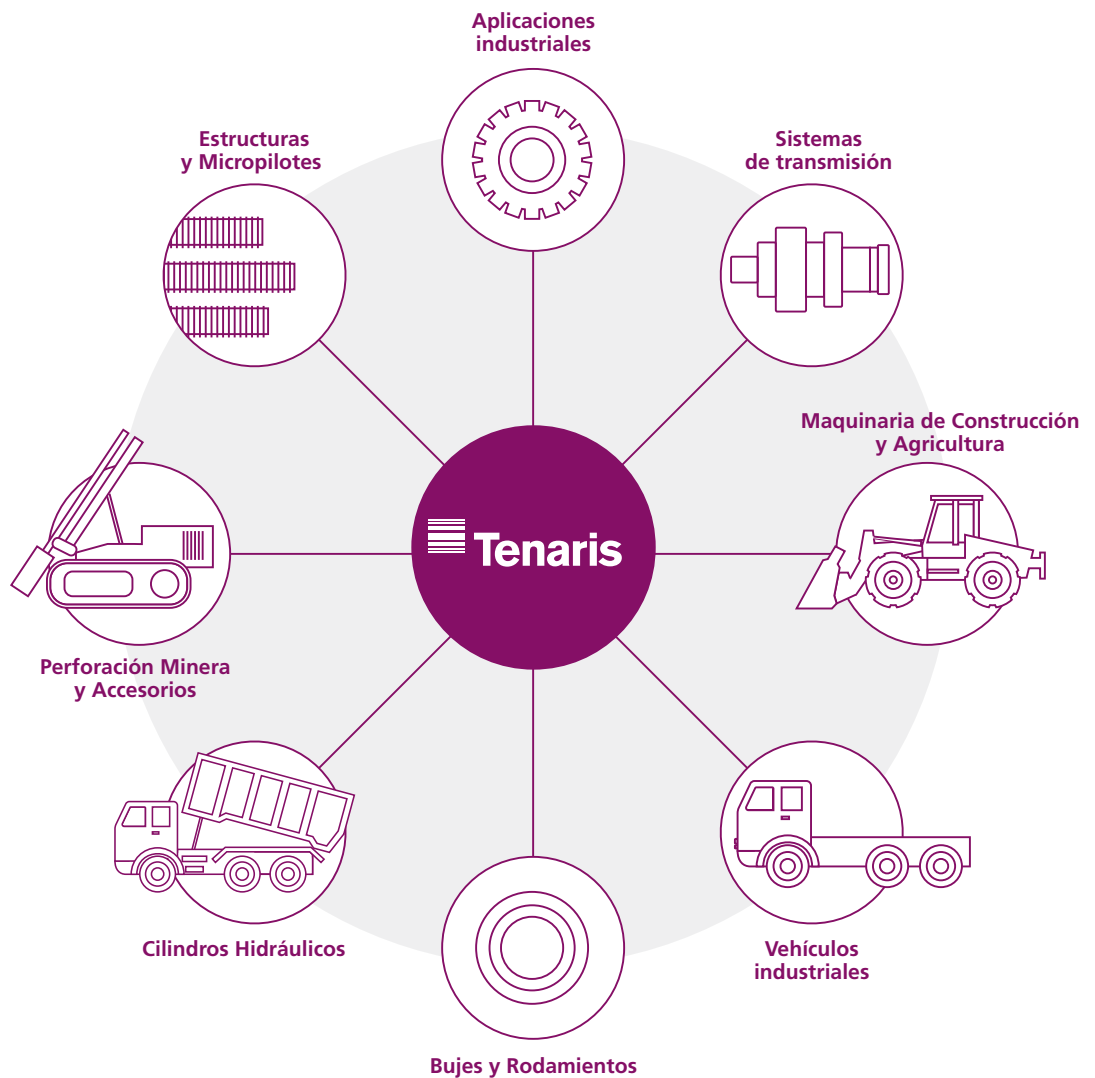 Aplicaciones
industriales
Estructuras
y Micropilotes
Sistemas
de transmisión
Maquinaria de Construcción
y Agricultura
Tenaris
Perforación Minera
y Accesorios
Cilindros Hidráulicos
Vehículos
industriales
Bujes y Rodamientos